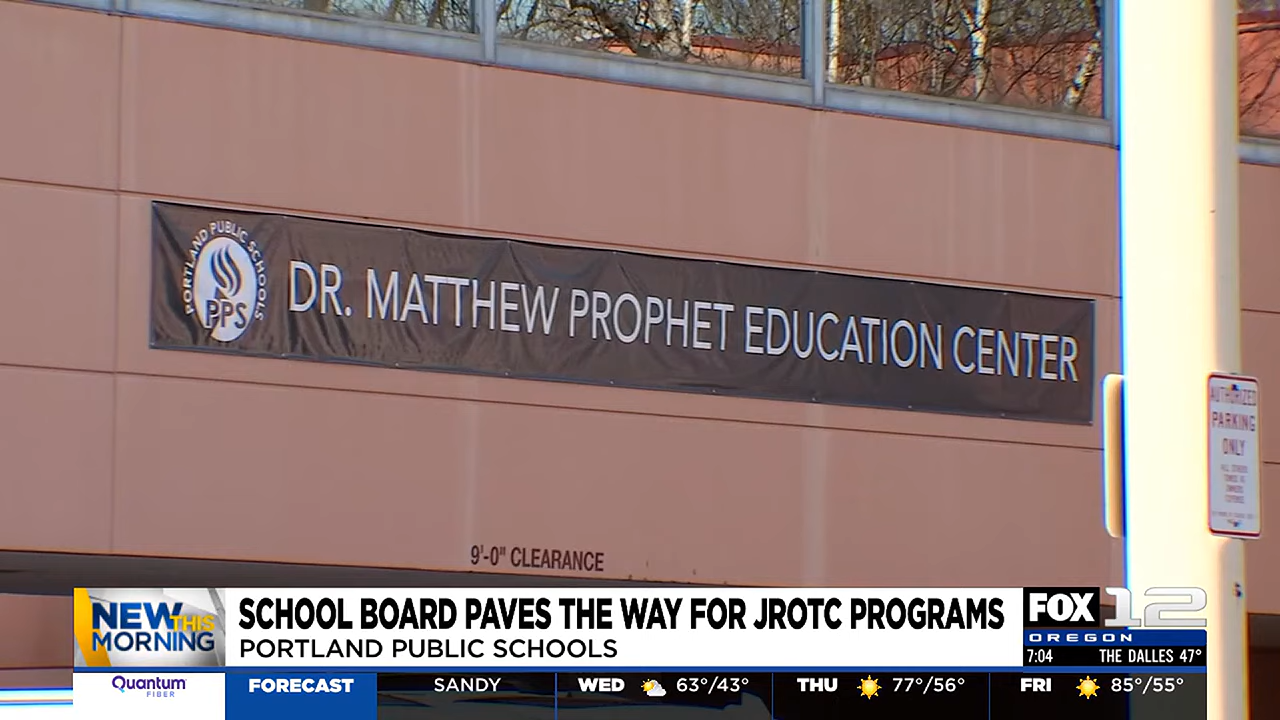 PORTLAND PUBLIC SCHOOLS
PPS
DR. MATTHEW PROPHET EDUCATION CENTER
AUTHORIZED
PARKING
ONLY
9'-0" CLEARANCE
NEW THIS MORNING
SCHOOL BOARD PAVES THE WAY FOR JROTC PROGRAMS
PORTLAND PUBLIC SCHOOLS
FOX 12
OREGON
7:04 THE DALLES 47°
Quantum
FIBER
FORECAST SANDY WED 63°/43° THU 77°/56° FRI 85°/55°